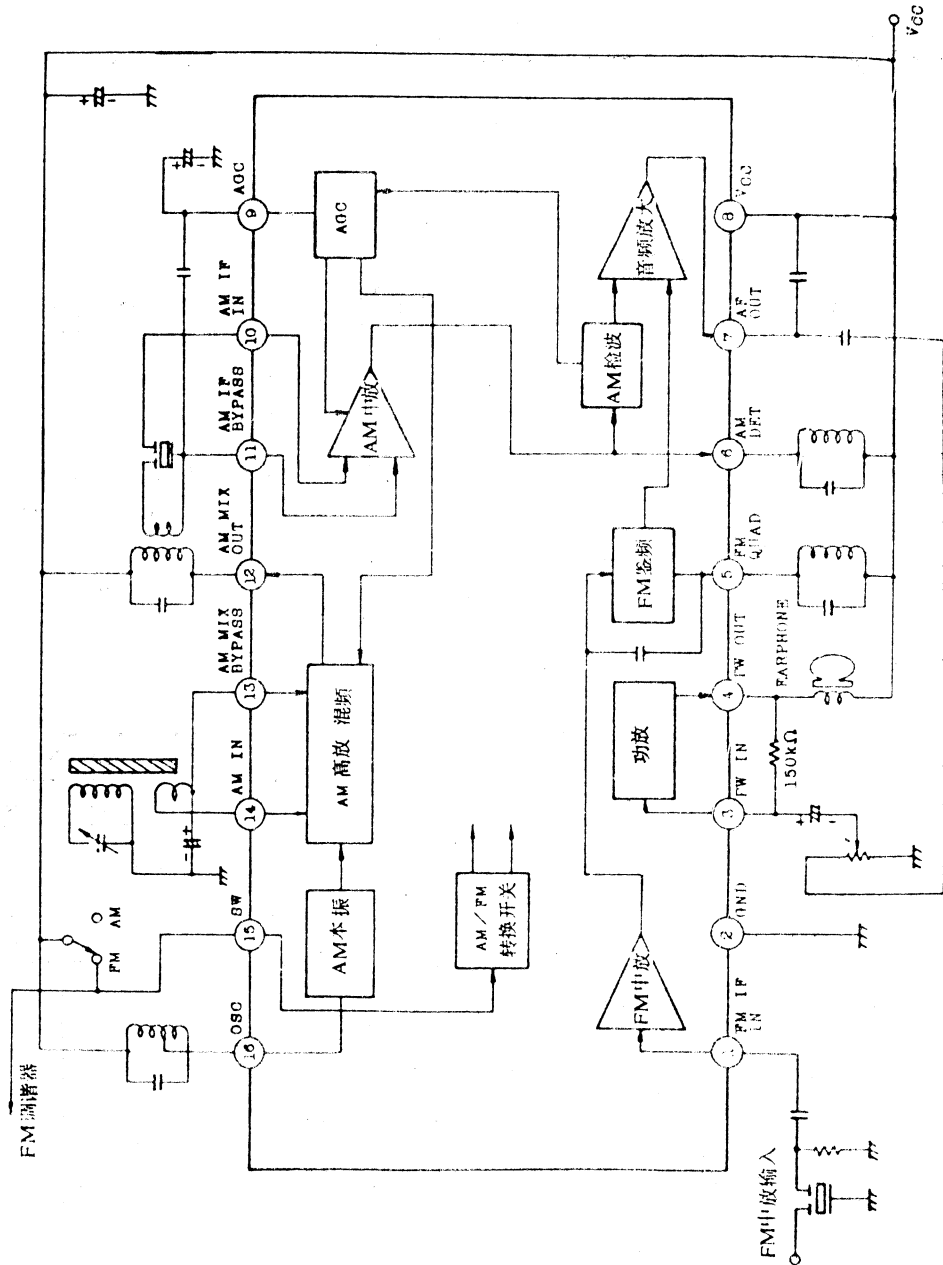 FM调谐器
FM
AM
OSC
SW
AM IN
AM MIX
BYPASS
AM MIX
OUT
AM IF
BYPASS
AM IF
IN
AGC
16
15
14
13
12
11
10
9
AM本振
AM高放 混频
AM中放
AGC
AM/FM
转换开关
FM中放
功放
FM鉴频
AM检波
音频放大
1
2
3
4
5
6
7
8
FM IF
IN
GND
PW IN
PW OUT
FM
QUAD
AM
DET
AF
OUT
VCC
150kΩ
EARPHONE
FM中放输入
VCC